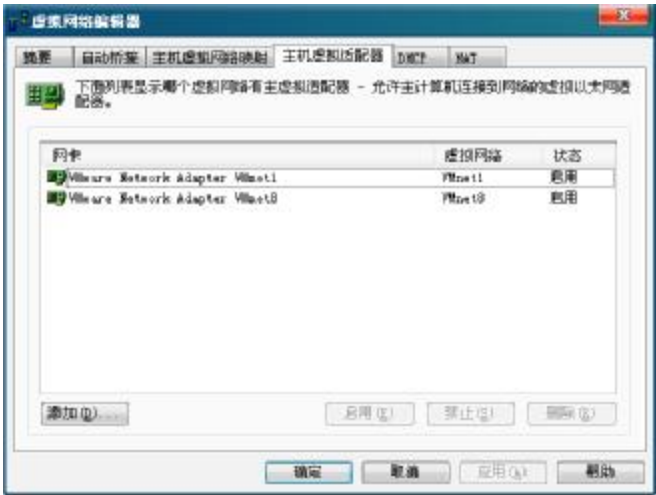 虚拟网络编辑器
摘要 自动桥接 主机虚拟网络映射 主机虚拟适配器 DHCP NAT
下面列表显示哪个虚拟网络有主虚拟适配器 - 允许主计算机连接到网络的虚拟以太网适
配器。
网卡 虚拟网络 状态
VMware Network Adapter VMnet1 VMnet1 启用
VMware Network Adapter VMnet8 VMnet8 启用
添加(D)... 启用(E) 禁止(S) 删除(R)
确定 取消 应用(A) 帮助